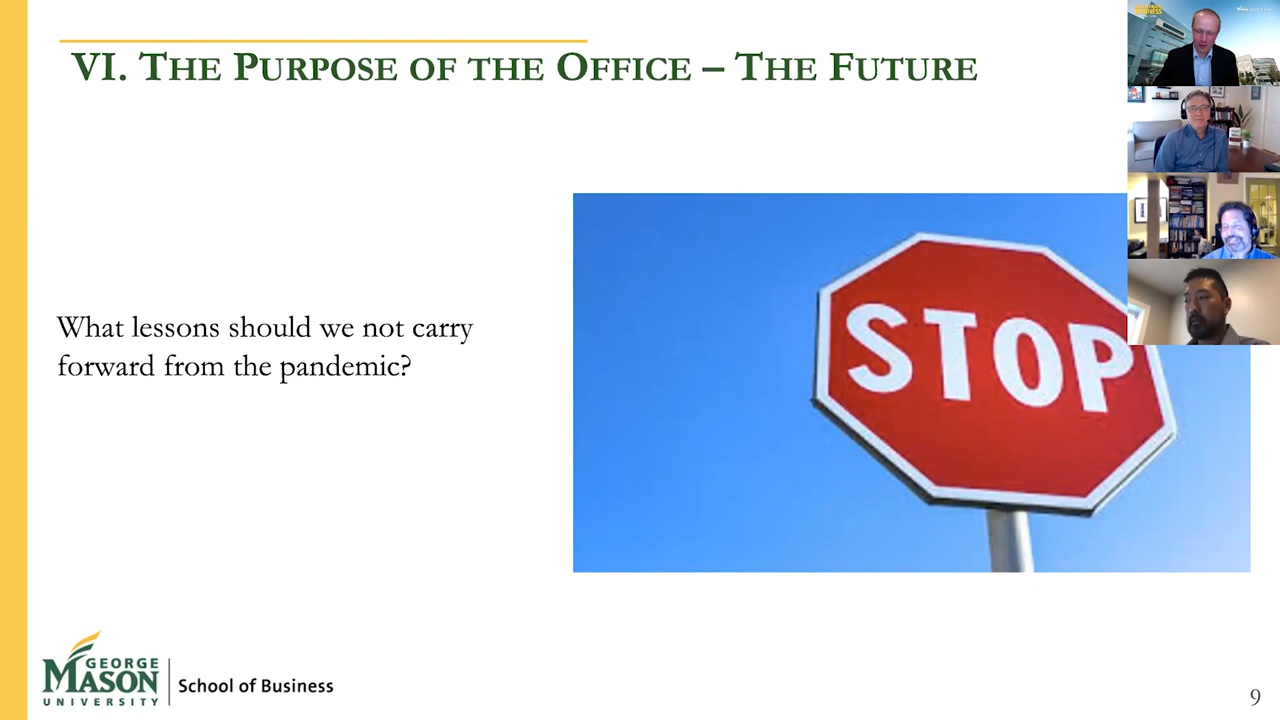 VI. THE PURPOSE OF THE OFFICE – THE FUTURE
What lessons should we not carry
forward from the pandemic?
STOP
GEORGE
MASON
UNIVERSITY
School of Business
9